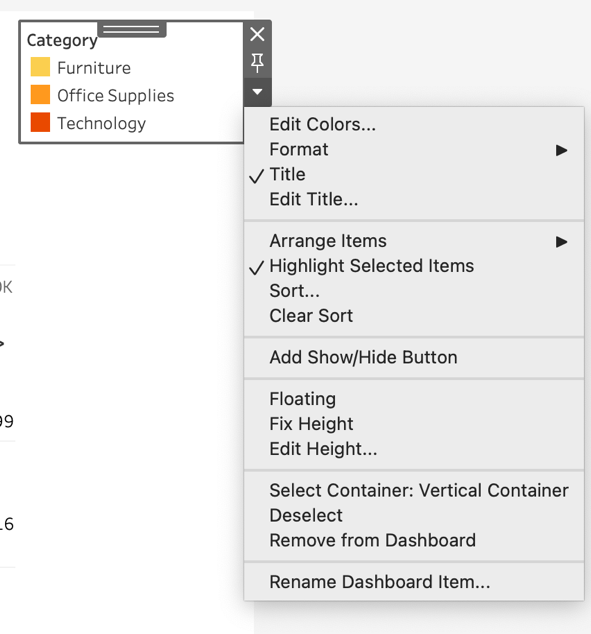 Category
Furniture
Office Supplies
Technology
Edit Colors...
Format
Title
Edit Title...
Arrange Items
0K
Highlight Selected Items
Sort...
Clear Sort
Add Show/Hide Button
Floating
99
Fix Height
Edit Height...
Select Container: Vertical Container
Deselect
.16
Remove from Dashboard
Rename Dashboard Item...